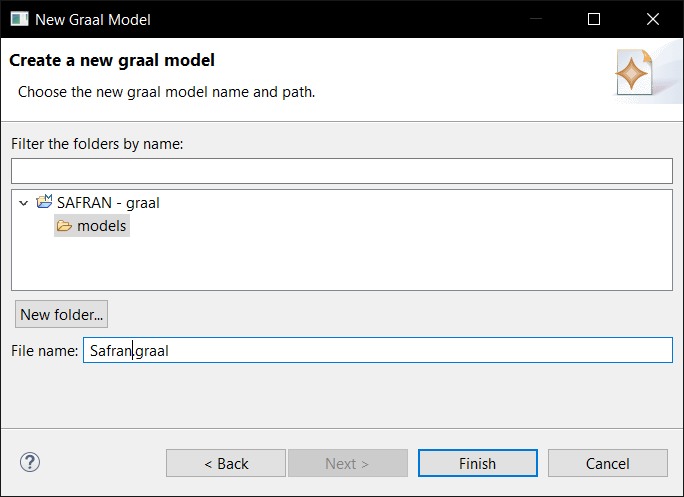 New Graal Model
Create a new graal model
Choose the new graal model name and path.
Filter the folders by name:
SAFRAN - graal
models
New folder...
File name: Safran.graal
< Back Next > Finish Cancel